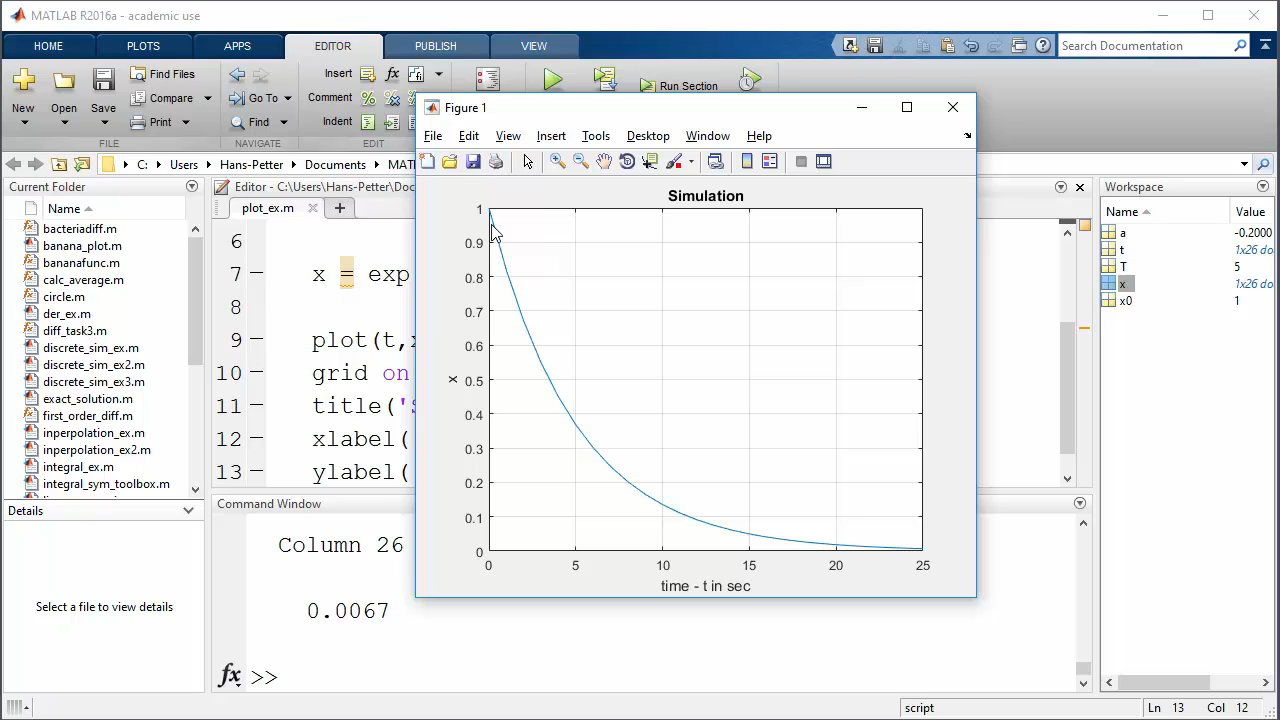 MATLAB R2016a - academic use
HOME PLOTS APPS EDITOR PUBLISH VIEW
Search Documentation
New Open Save
Find Files
Compare
Print
FILE
Go To
Find
NAVIGATE
Insert fx
Comment % %
Indent
EDIT
Run Section
C: Users Hans-Petter Documents MATL
Current Folder
Name
bacteriadiff.m
banana_plot.m
bananafunc.m
calc_average.m
circle.m
der_ex.m
diff_task3.m
discrete_sim_ex.m
discrete_sim_ex2.m
discrete_sim_ex3.m
exact_solution.m
first_order_diff.m
inperpolation_ex.m
inperpolation_ex2.m
integral_ex.m
integral_sym_toolbox.m
Details
Select a file to view details
Editor - C:\Users\Hans-Petter\Doc
plot_ex.m
6
7 x = exp
8
9 plot(t,x
10 grid on
11 title('S
12 xlabel(
13 ylabel(
Command Window
Column 26
0.0067
fx >>
Figure 1
File Edit View Insert Tools Desktop Window Help
Simulation
1
0.9
0.8
0.7
0.6
0.5
0.4
0.3
0.2
0.1
0
x
0 5 10 15 20 25
time - t in sec
Workspace
Name Value
a -0.2000
t 1x26 do
T 5
x 1x26 do
x0 1
script Ln 13 Col 12